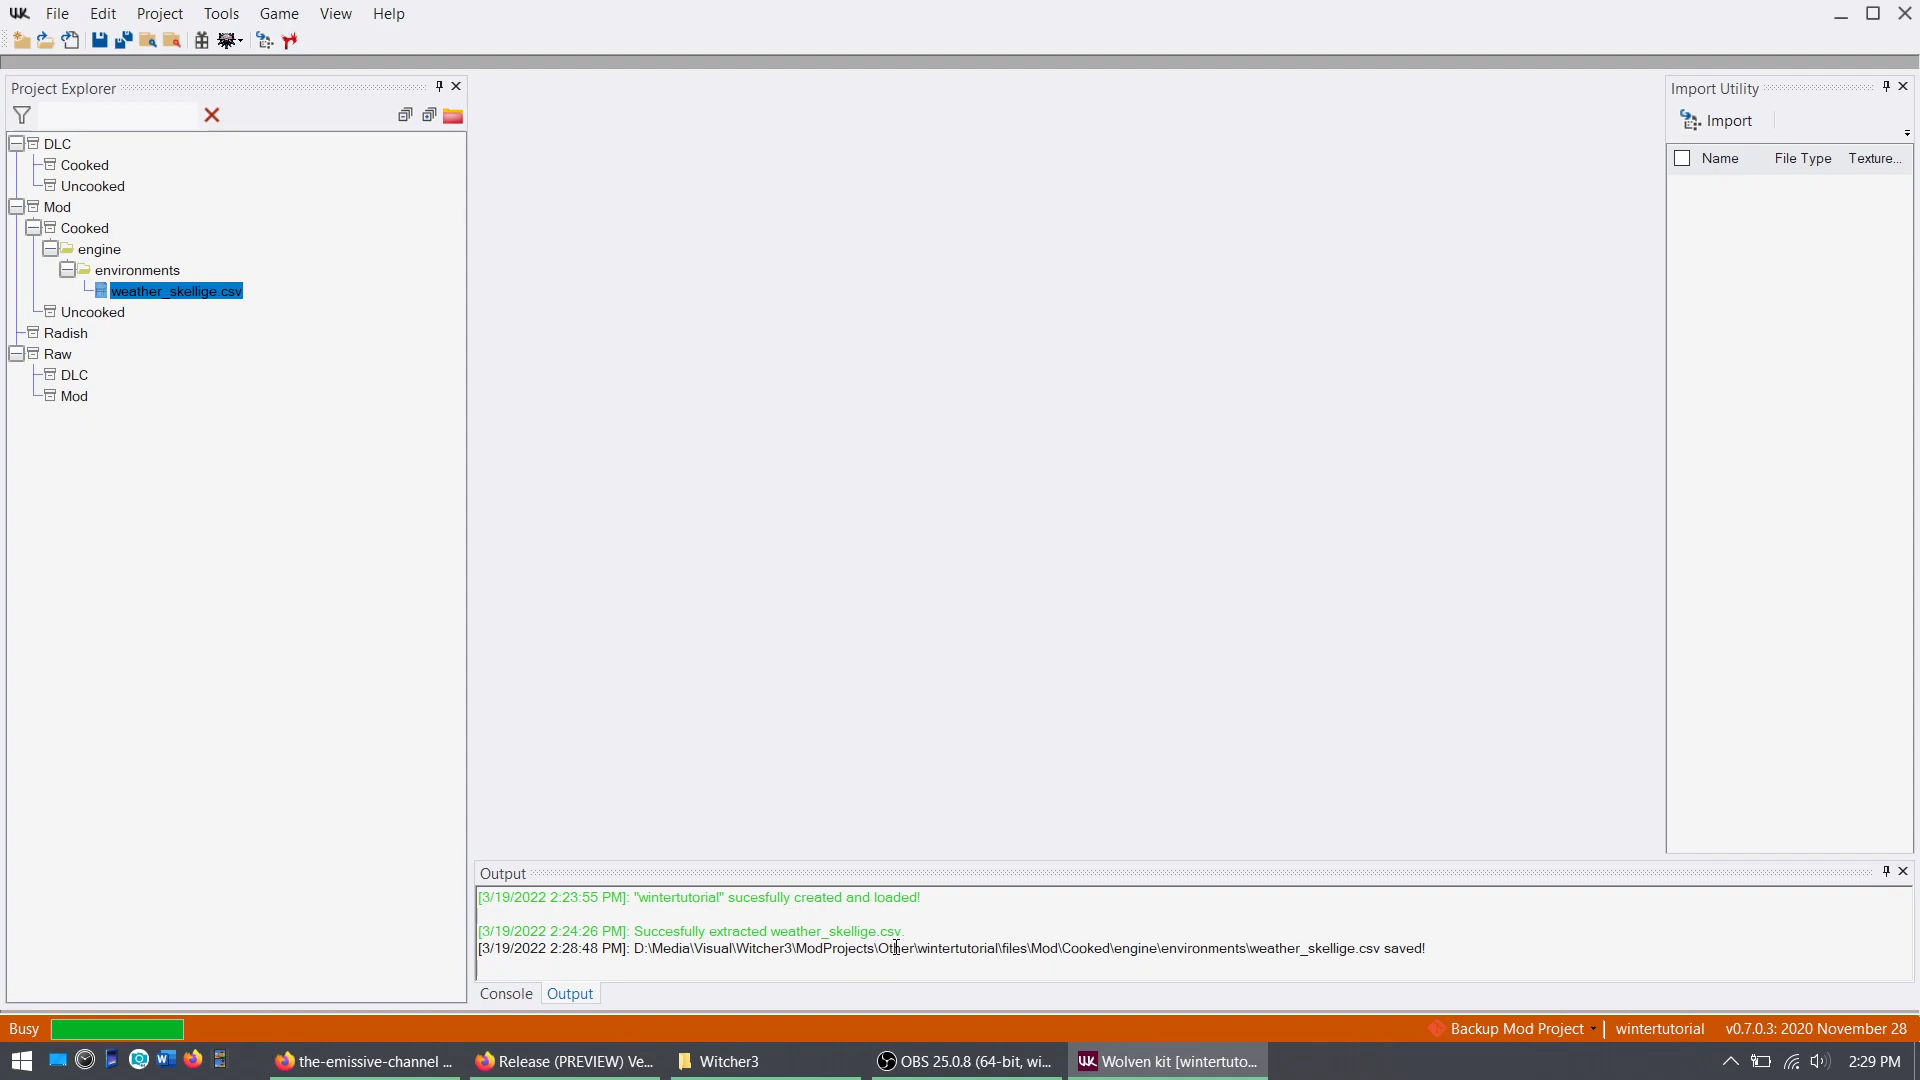 File Edit Project Tools Game View Help
Project Explorer
DLC
Cooked
Uncooked
Mod
Cooked
engine
environments
weather_skellige.csv
Uncooked
Radish
Raw
DLC
Mod
Import Utility
Import
Name File Type Texture...
Output
[3/19/2022 2:23:55 PM]: "wintertutorial" sucesfully created and loaded!
[3/19/2022 2:24:26 PM]: Succesfully extracted weather_skellige.csv.
[3/19/2022 2:28:48 PM]: D:\Media\Visual\Witcher3\ModProjects\Other\wintertutorial\files\Mod\Cooked\engine\environments\weather_skellige.csv saved!
Console Output
Busy Backup Mod Project wintertutorial v0.7.0.3: 2020 November 28
the-emissive-channel ... Release (PREVIEW) Ve... Witcher3 OBS 25.0.8 (64-bit, wi... Wolven kit [wintertuto... 2:29 PM